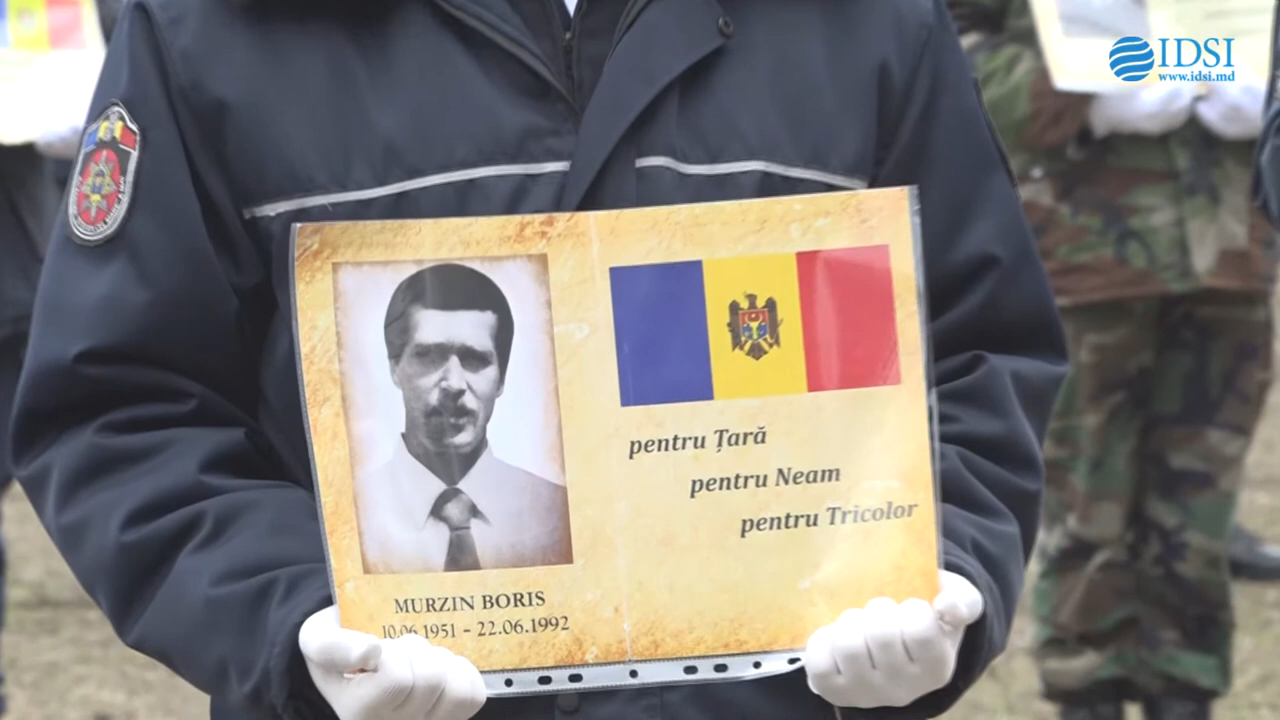 IDSI
www.idsi.md
pentru Țară
pentru Neam
pentru Tricolor
MURZIN BORIS
10.06.1951 - 22.06.1992